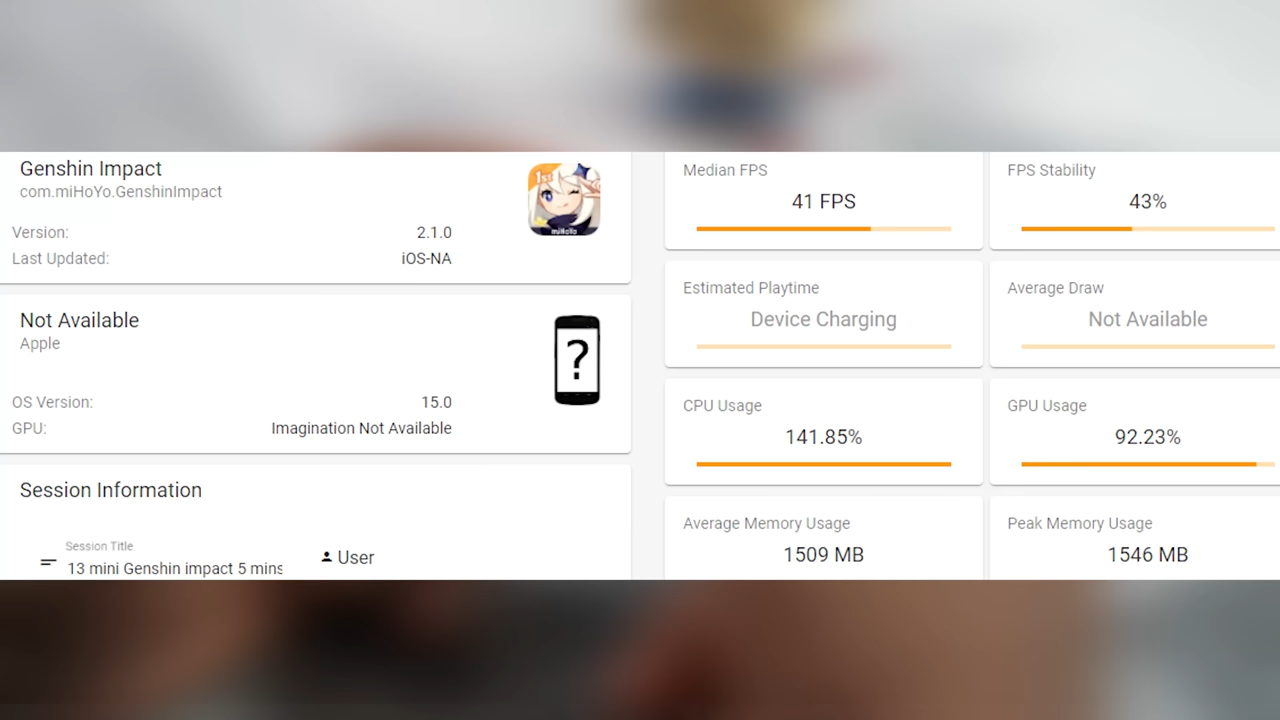 Genshin Impact
com.miHoYo.GenshinImpact
1st
miHoYo
Version: 2.1.0
Last Updated: iOS-NA
Not Available
Apple
?
OS Version: 15.0
GPU: Imagination Not Available
Session Information
Session Title
13 mini Genshin impact 5 mins
User
Median FPS
41 FPS
FPS Stability
43%
Estimated Playtime
Device Charging
Average Draw
Not Available
CPU Usage
141.85%
GPU Usage
92.23%
Average Memory Usage
1509 MB
Peak Memory Usage
1546 MB